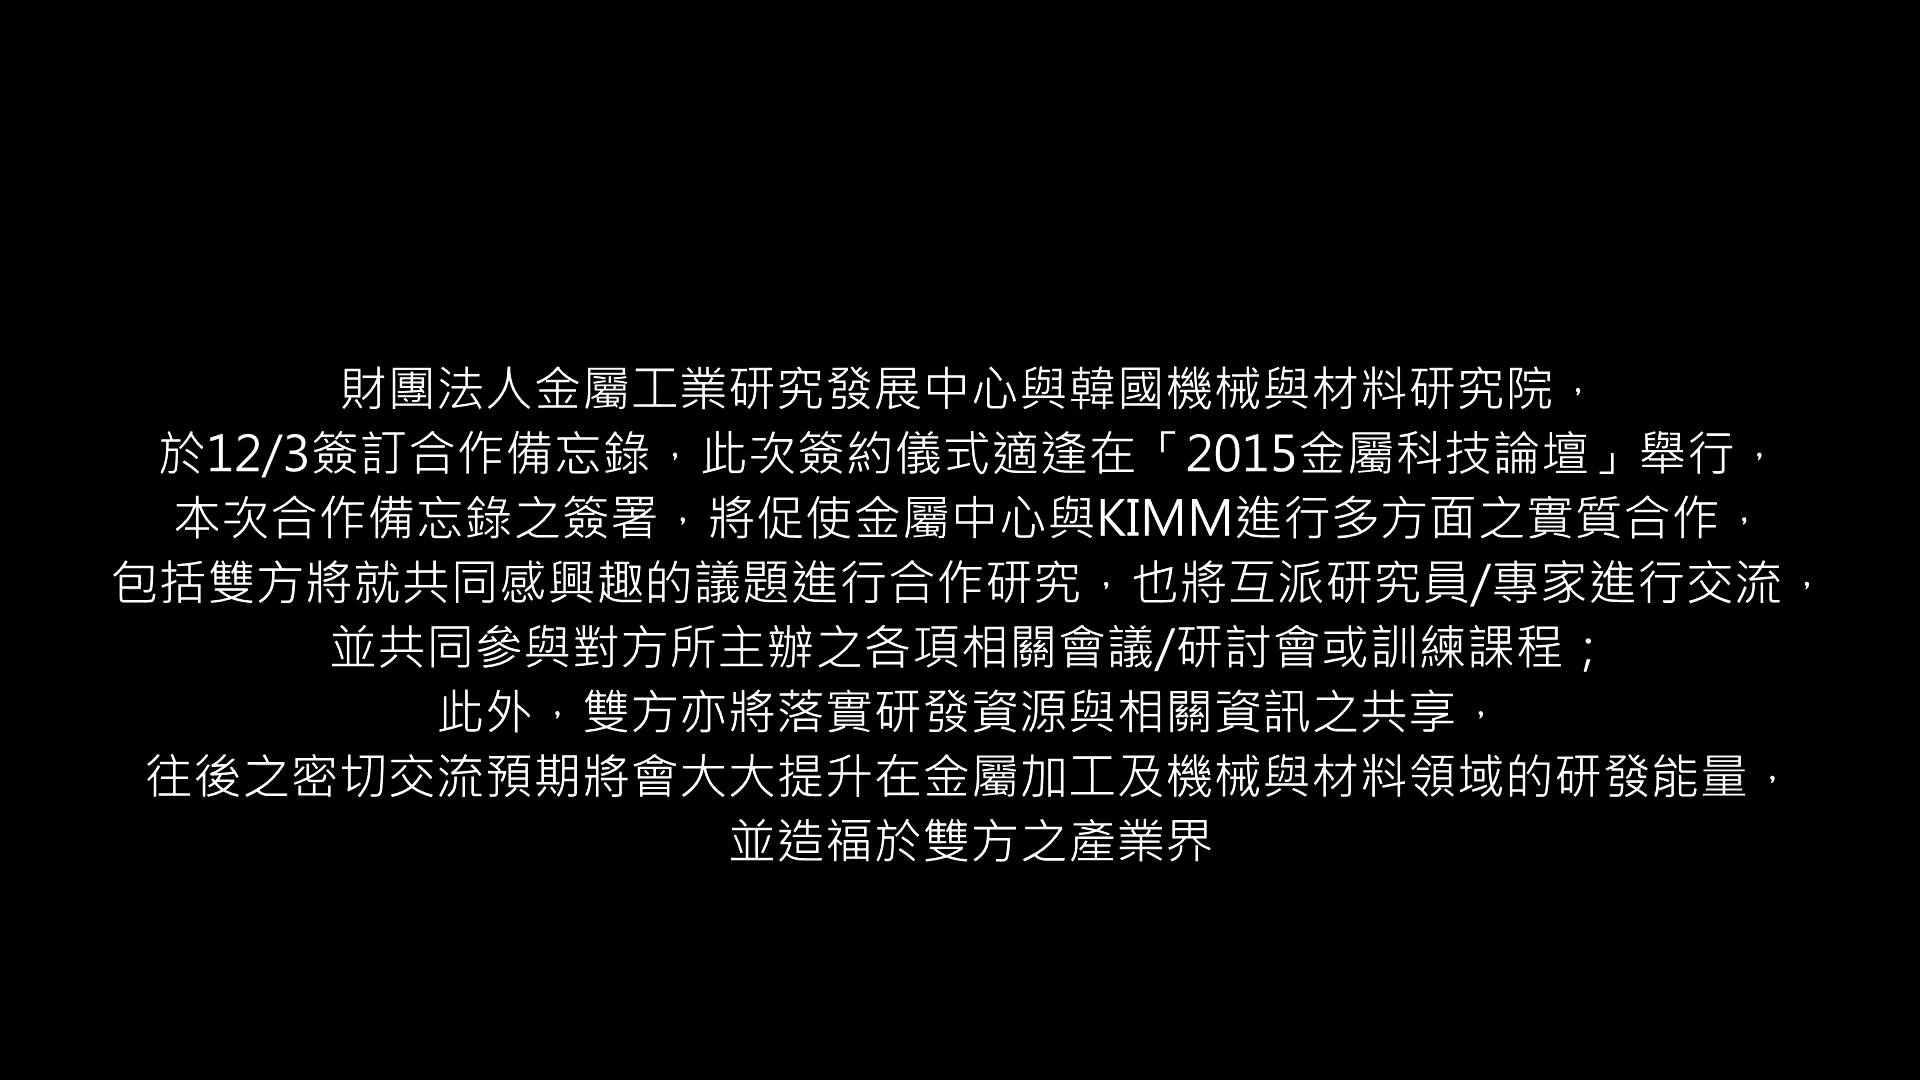 財團法人金屬工業研究發展中心與韓國機械與材料研究院，
於12/3簽訂合作備忘錄，此次簽約儀式適逢在「2015金屬科技論壇」舉行，
本次合作備忘錄之簽署，將促使金屬中心與KIMM進行多方面之實質合作，
包括雙方將就共同感興趣的議題進行合作研究，也將互派研究員/專家進行交流，
並共同參與對方所主辦之各項相關會議/研討會或訓練課程；
此外，雙方亦將落實研發資源與相關資訊之共享，
往後之密切交流預期將會大大提升在金屬加工及機械與材料領域的研發能量，
並造福於雙方之產業界